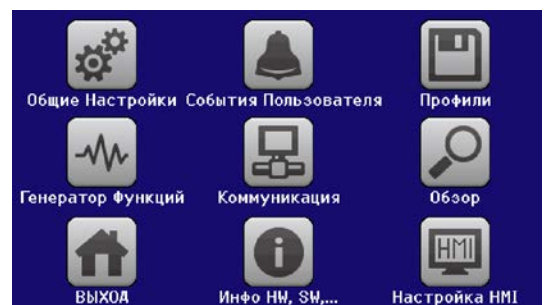 Общие Настройки События Пользователя Профили
Генератор Функций Коммуникация Обзор
HMI
ВЫХОД Инфо HW, SW,... Настройка HMI